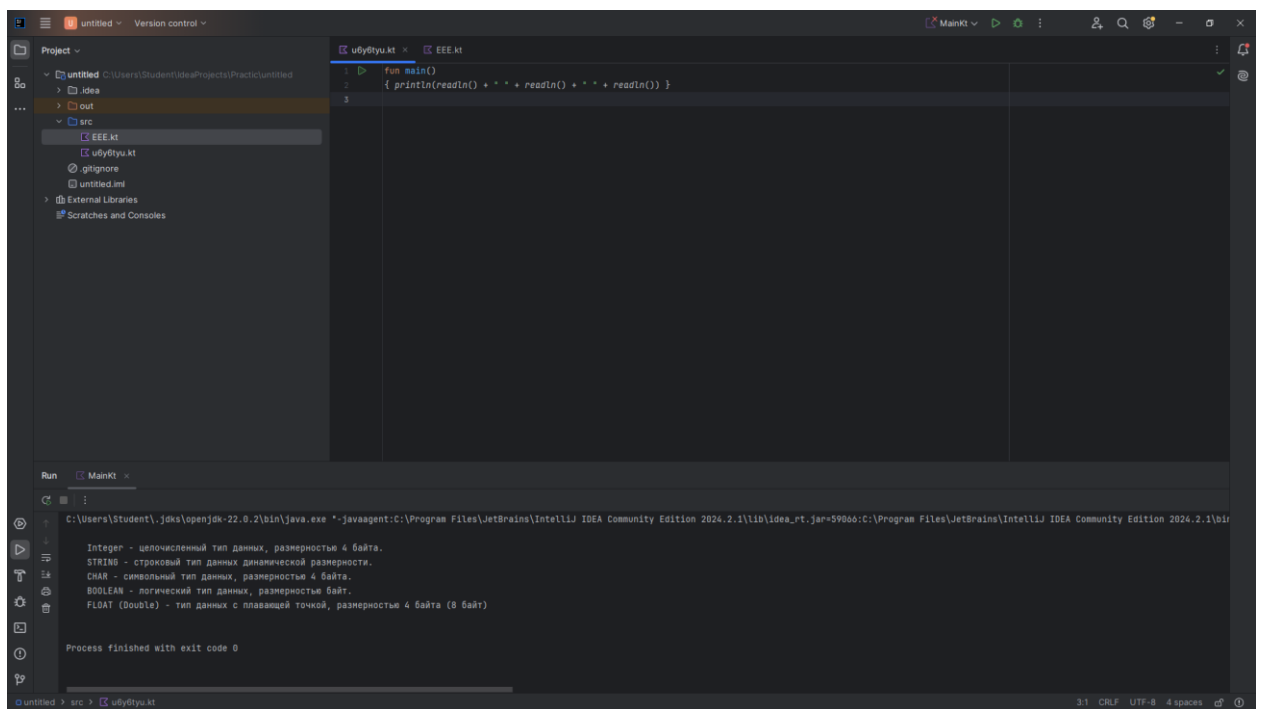 untitled Version control MainKt
Project
u6y6tyu.kt EEE.kt
untitled C:\Users\Student\IdeaProjects\Practic\untitled
.idea
out
src
EEE.kt
u6y6tyu.kt
.gitignore
untitled.iml
External Libraries
Scratches and Consoles
1 fun main()
2 { println(readln() + " " + readln() + " " + readln()) }
3
Run MainKt
C:\Users\Student\.jdks\openjdk-22.0.2\bin\java.exe "-javaagent:C:\Program Files\JetBrains\IntelliJ IDEA Community Edition 2024.2.1\lib\idea_rt.jar=59066:C:\Program Files\JetBrains\IntelliJ IDEA Community Edition 2024.2.1\bin
Integer - целочисленный тип данных, размерностью 4 байта.
STRING - строковый тип данных динамической размерности.
CHAR - символьный тип данных, размерностью 4 байта.
BOOLEAN - логический тип данных, размерностью байт.
FLOAT (Double) - тип данных с плавающей точкой, размерностью 4 байта (8 байт)
Process finished with exit code 0
untitled > src > u6y6tyu.kt 3:1 CRLF UTF-8 4 spaces